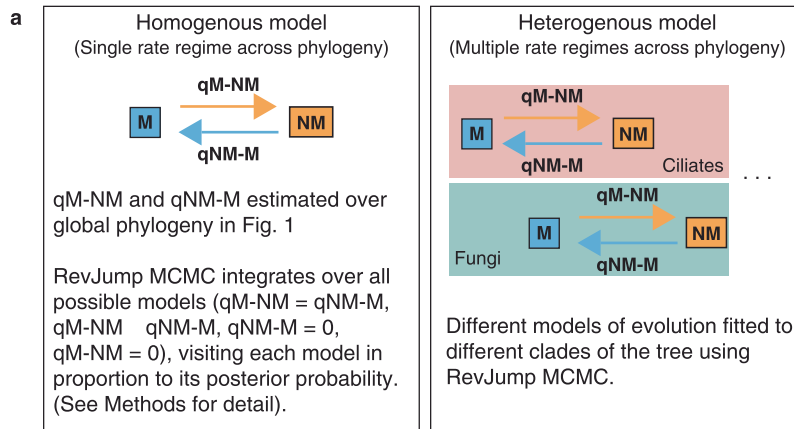 a
Homogenous model
(Single rate regime across phylogeny)
qM-NM
M
NM
qNM-M
qM-NM and qNM-M estimated over
global phylogeny in Fig. 1
RevJump MCMC integrates over all
possible models (qM-NM = qNM-M,
qM-NM qNM-M, qNM-M = 0,
qM-NM = 0), visiting each model in
proportion to its posterior probability.
(See Methods for detail).
Heterogenous model
(Multiple rate regimes across phylogeny)
qM-NM
M
NM
qNM-M
Ciliates
. . .
qM-NM
M
NM
qNM-M
Fungi
Different models of evolution fitted to
different clades of the tree using
RevJump MCMC.